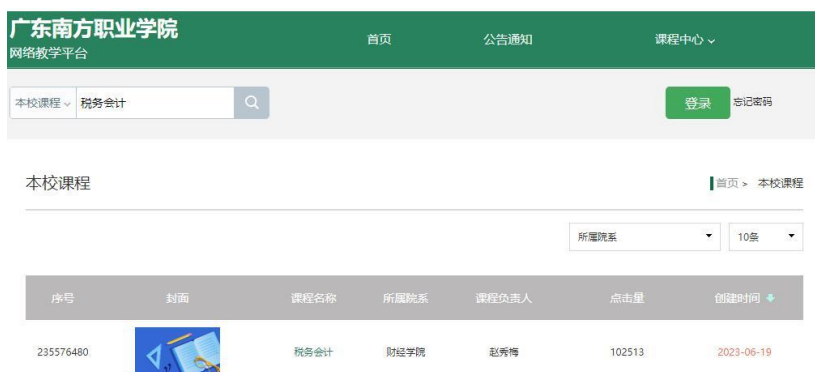 广东南方职业学院
网络教学平台
首页 公告通知 课程中心
本校课程 税务会计 登录 忘记密码
本校课程 首页 > 本校课程
所属院系 10条
序号 封面 课程名称 所属院系 课程负责人 点击量 创建时间
235576480 税务会计 财经学院 赵秀梅 102513 2023-06-19